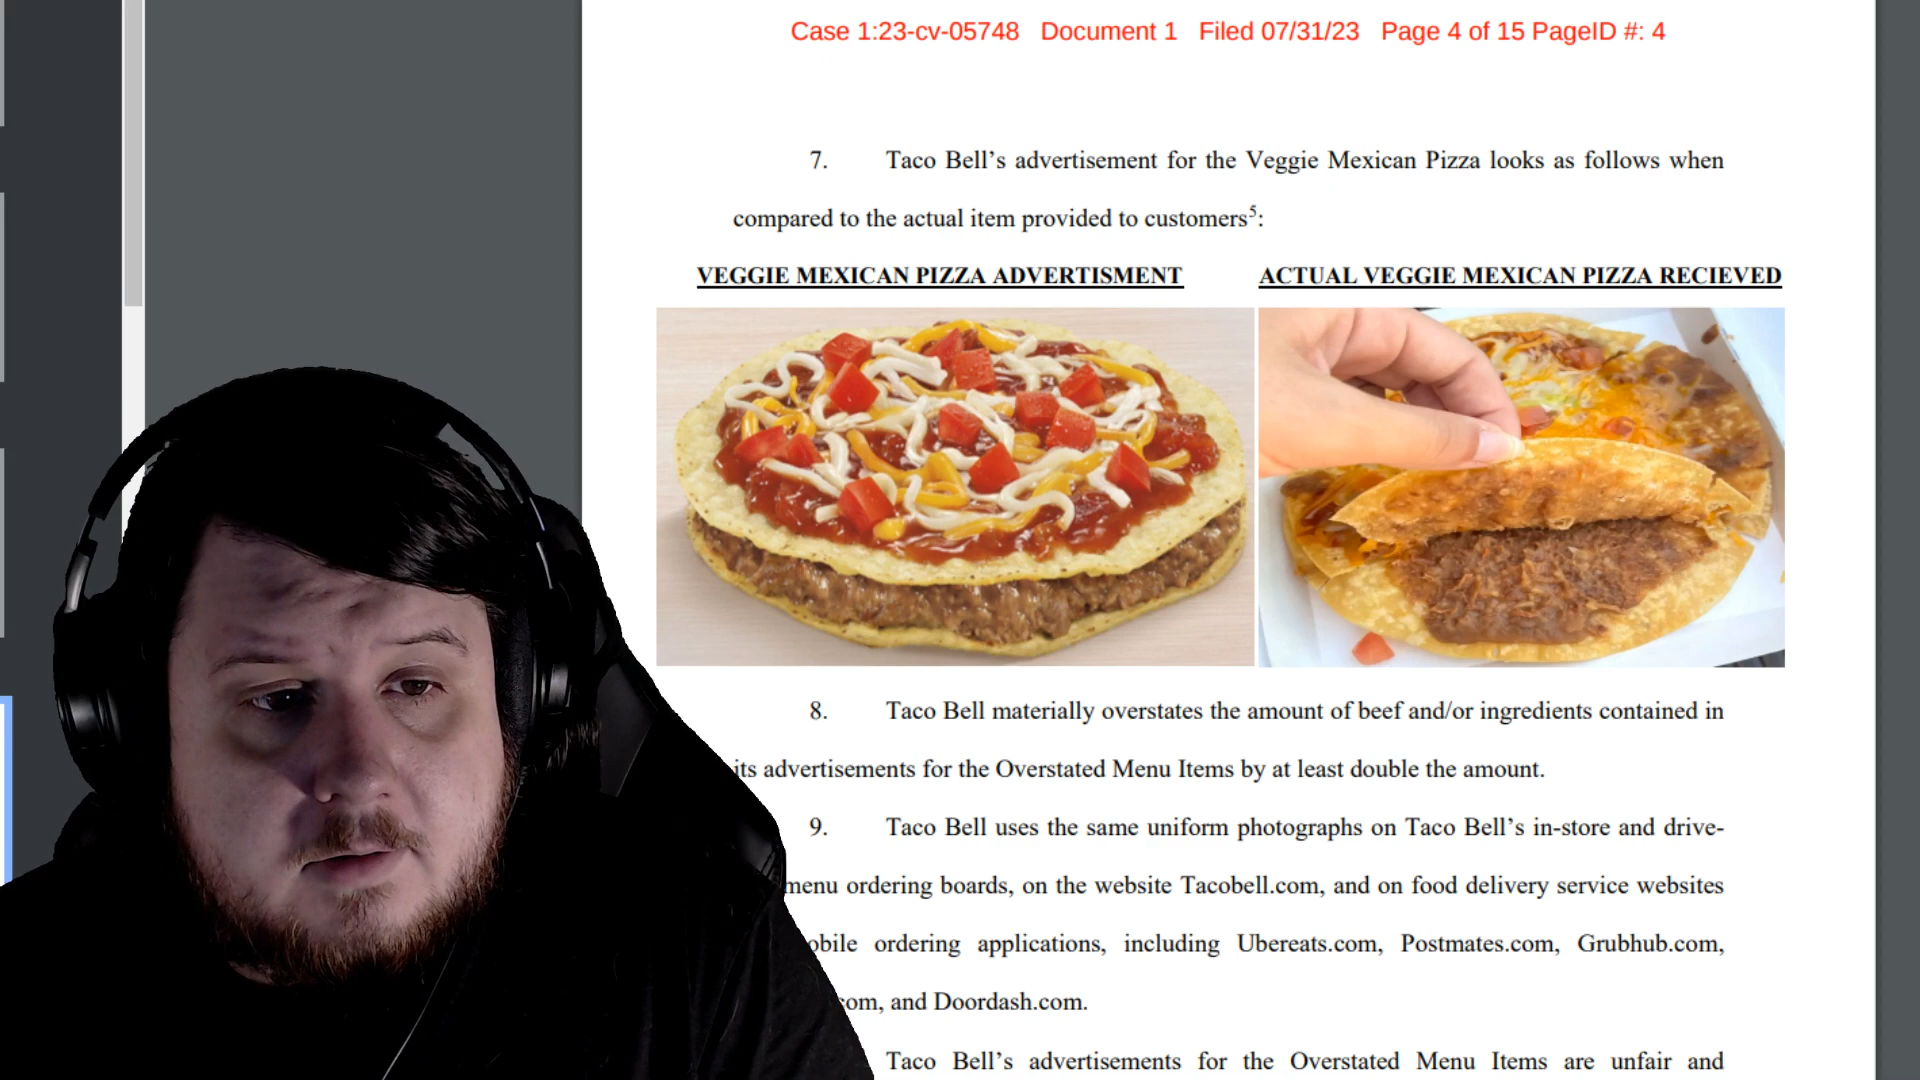 Case 1:23-cv-05748 Document 1 Filed 07/31/23 Page 4 of 15 PageID #: 4
7. Taco Bell’s advertisement for the Veggie Mexican Pizza looks as follows when
compared to the actual item provided to customers⁵:
VEGGIE MEXICAN PIZZA ADVERTISMENT ACTUAL VEGGIE MEXICAN PIZZA RECIEVED
8. Taco Bell materially overstates the amount of beef and/or ingredients contained in
its advertisements for the Overstated Menu Items by at least double the amount.
9. Taco Bell uses the same uniform photographs on Taco Bell’s in-store and drive-
menu ordering boards, on the website Tacobell.com, and on food delivery service websites
ordering applications, including Ubereats.com, Postmates.com, Grubhub.com,
and Doordash.com.
Taco Bell’s advertisements for the Overstated Menu Items are unfair and